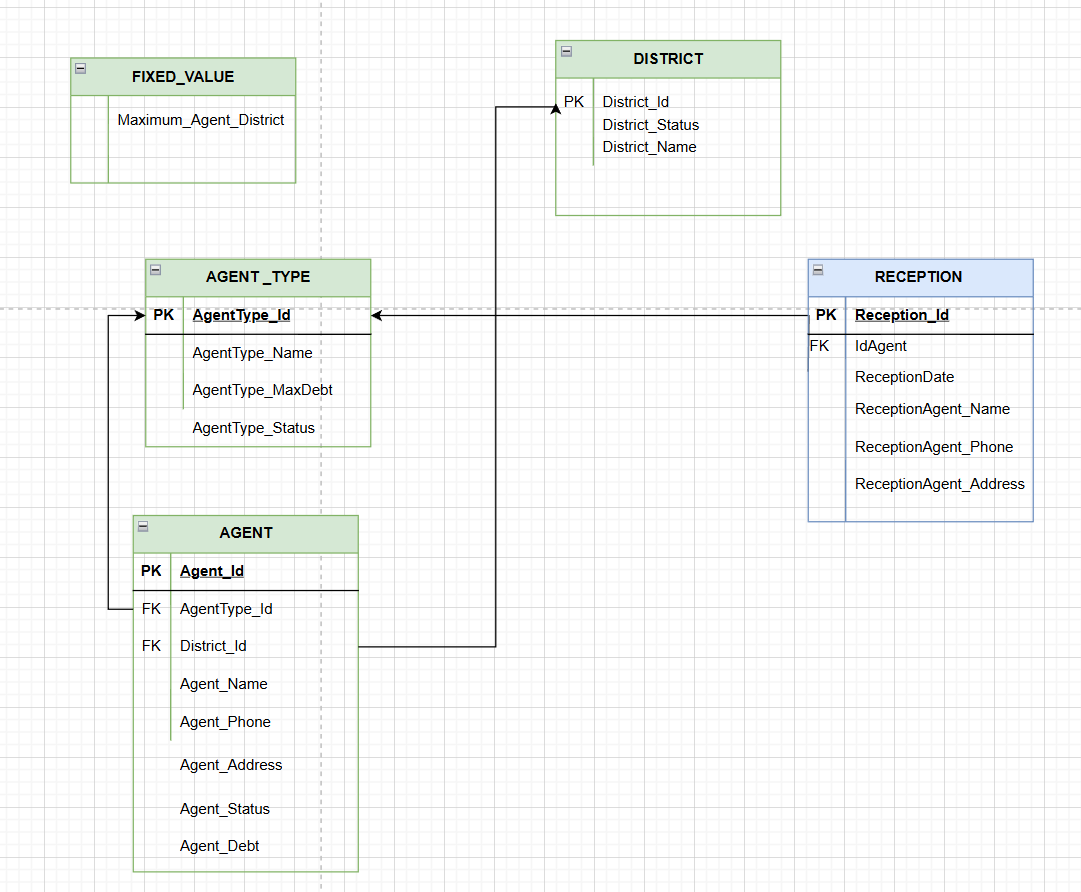 FIXED_VALUE
Maximum_Agent_District
DISTRICT
PK District_Id
District_Status
District_Name
AGENT _TYPE
PK AgentType_Id
AgentType_Name
AgentType_MaxDebt
AgentType_Status
RECEPTION
PK Reception_Id
FK IdAgent
ReceptionDate
ReceptionAgent_Name
ReceptionAgent_Phone
ReceptionAgent_Address
AGENT
PK Agent_Id
FK AgentType_Id
FK District_Id
Agent_Name
Agent_Phone
Agent_Address
Agent_Status
Agent_Debt